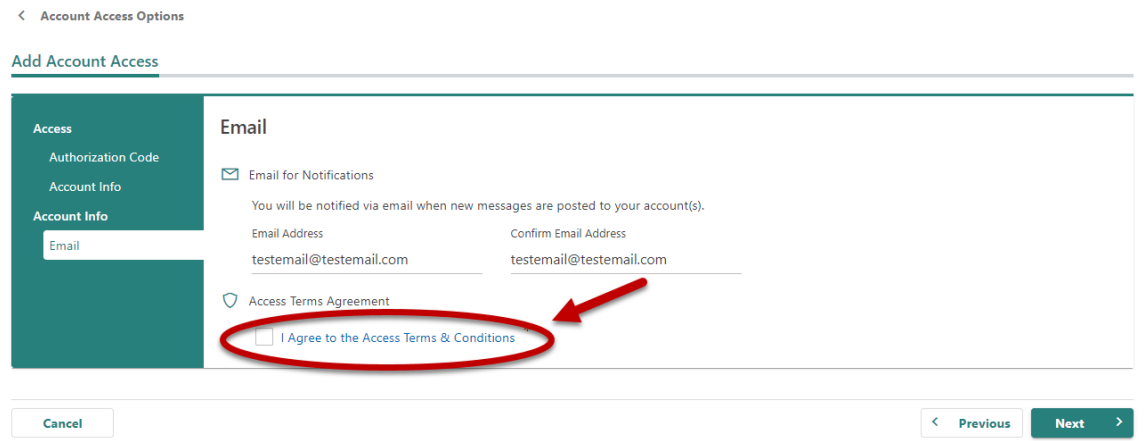 Account Access Options
Add Account Access
Access
Authorization Code
Account Info
Account Info
Email
Email
Email for Notifications
You will be notified via email when new messages are posted to your account(s).
Email Address
Confirm Email Address
testemail@testemail.com
testemail@testemail.com
Access Terms Agreement
I Agree to the Access Terms & Conditions
Cancel
Previous
Next